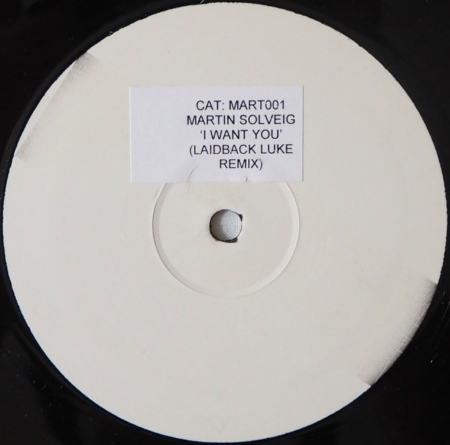 CAT: MART001
MARTIN SOLVEIG
‘I WANT YOU’
(LAIDBACK LUKE
REMIX)